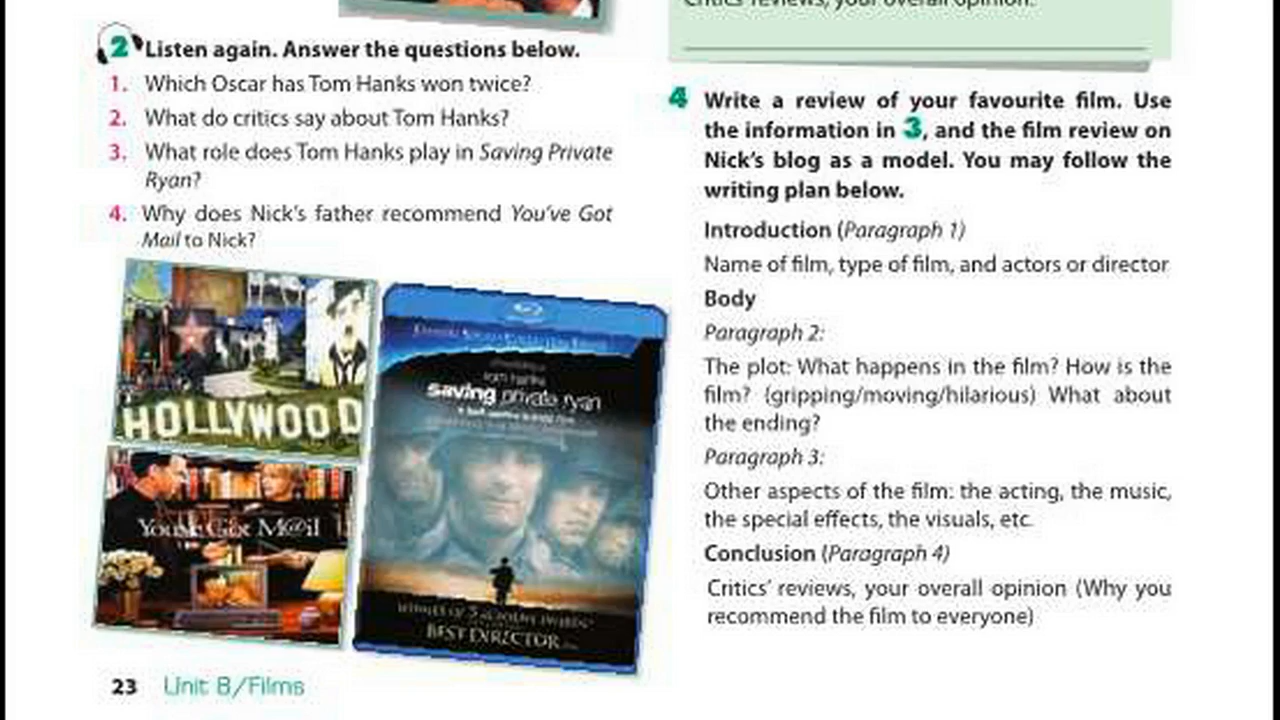 2 Listen again. Answer the questions below.
1. Which Oscar has Tom Hanks won twice?
2. What do critics say about Tom Hanks?
3. What role does Tom Hanks play in Saving Private
Ryan?
4. Why does Nick's father recommend You've Got
Mail to Nick?
HOLLYWOOD
You've Got M@il
tom hanks
saving private ryan
BEST DIRECTOR
23 Unit 8/Films
Critics' reviews, your overall opinion.
4 Write a review of your favourite film. Use
the information in 3, and the film review on
Nick's blog as a model. You may follow the
writing plan below.
Introduction (Paragraph 1)
Name of film, type of film, and actors or director
Body
Paragraph 2:
The plot: What happens in the film? How is the
film? (gripping/moving/hilarious) What about
the ending?
Paragraph 3:
Other aspects of the film: the acting, the music,
the special effects, the visuals, etc.
Conclusion (Paragraph 4)
Critics' reviews, your overall opinion (Why you
recommend the film to everyone)